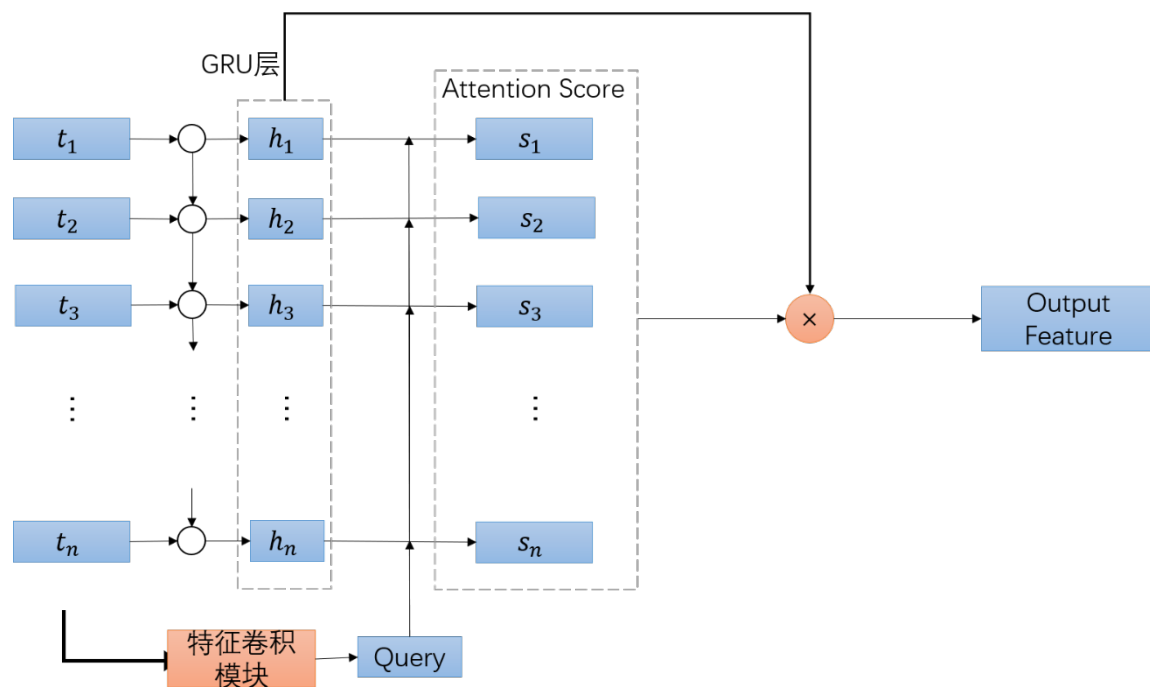 GRU层
Attention Score
t₁
h₁
s₁
t₂
h₂
s₂
t₃
h₃
s₃
×
Output
Feature
⋮
⋮
⋮
⋮
tₙ
hₙ
sₙ
特征卷积
模块
Query